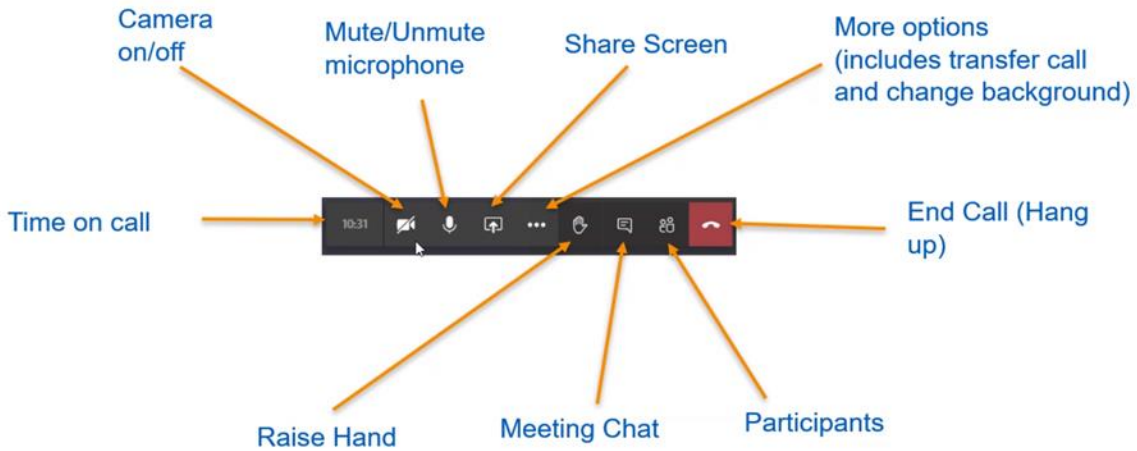 Camera
on/off
Mute/Unmute
microphone
Share Screen
More options
(includes transfer call
and change background)
Time on call
10:31
End Call (Hang
up)
Raise Hand
Meeting Chat
Participants